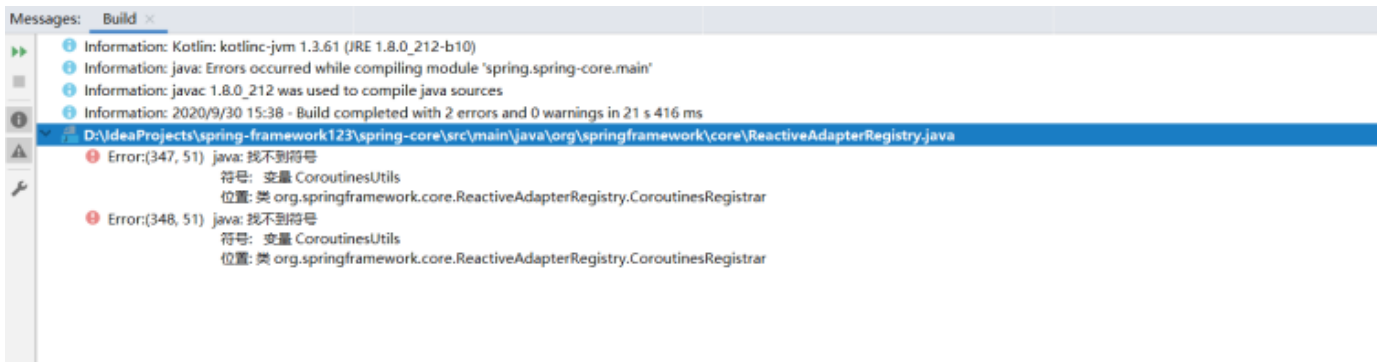 Messages: Build ×
Information: Kotlin: kotlinc-jvm 1.3.61 (JRE 1.8.0_212-b10)
Information: java: Errors occurred while compiling module 'spring.spring-core.main'
Information: javac 1.8.0_212 was used to compile java sources
Information: 2020/9/30 15:38 - Build completed with 2 errors and 0 warnings in 21 s 416 ms
D:\IdeaProjects\spring-framework123\spring-core\src\main\java\org\springframework\core\ReactiveAdapterRegistry.java
Error:(347, 51) java: 找不到符号
符号: 变量 CoroutinesUtils
位置: 类 org.springframework.core.ReactiveAdapterRegistry.CoroutinesRegistrar
Error:(348, 51) java: 找不到符号
符号: 变量 CoroutinesUtils
位置: 类 org.springframework.core.ReactiveAdapterRegistry.CoroutinesRegistrar